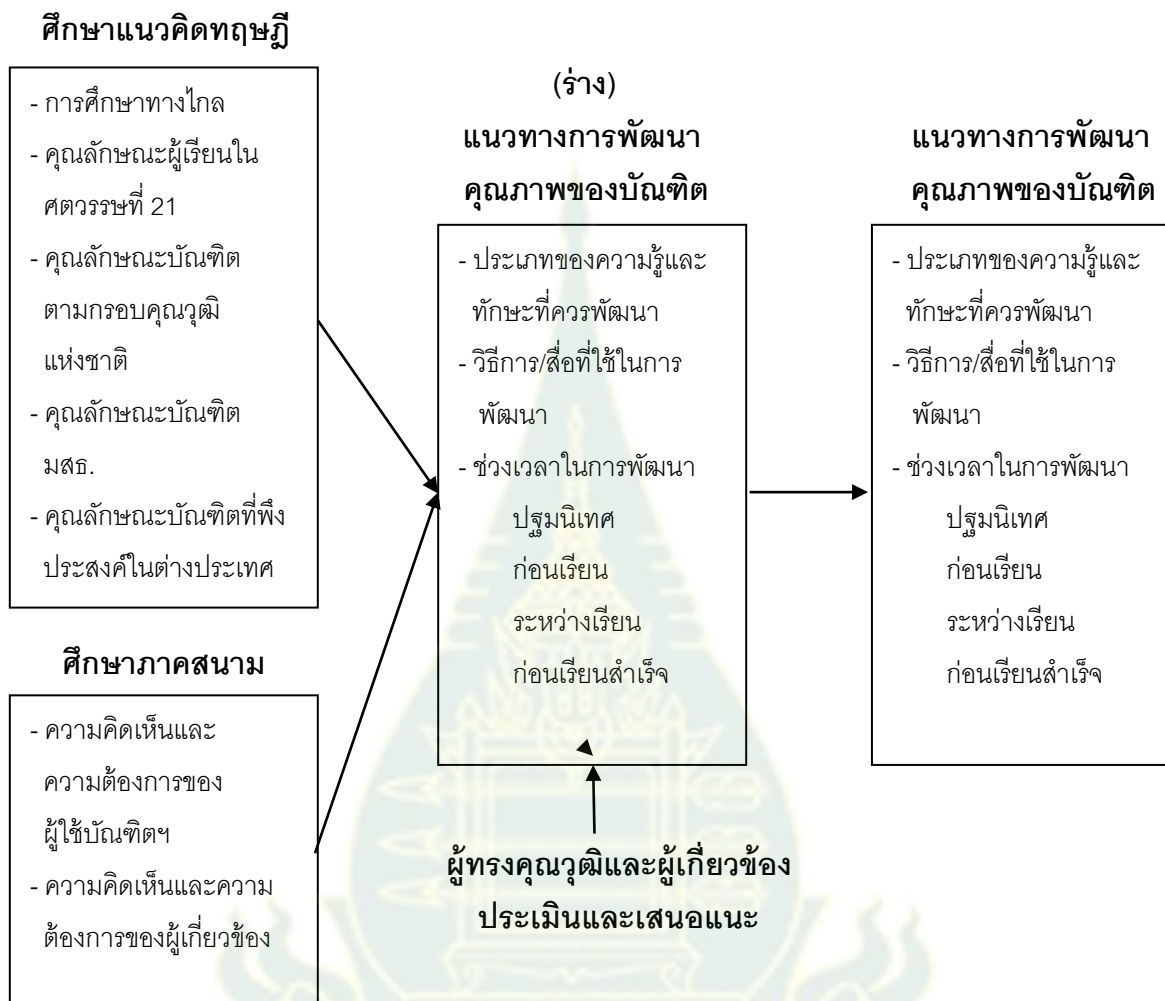 ศึกษาแนวคิดทฤษฎี
- การศึกษาทางไกล
- คุณลักษณะผู้เรียนใน
ศตวรรษที่ 21
- คุณลักษณะบัณฑิต
ตามกรอบคุณวุฒิ
แห่งชาติ
- คุณลักษณะบัณฑิต
มสธ.
- คุณลักษณะบัณฑิตที่พึง
ประสงค์ในต่างประเทศ
ศึกษาภาคสนาม
- ความคิดเห็นและ
ความต้องการของ
ผู้ใช้บัณฑิตฯ
- ความคิดเห็นและความ
ต้องการของผู้เกี่ยวข้อง
(ร่าง)
แนวทางการพัฒนา
คุณภาพของบัณฑิต
- ประเภทของความรู้และ
ทักษะที่ควรพัฒนา
- วิธีการ/สื่อที่ใช้ในการ
พัฒนา
- ช่วงเวลาในการพัฒนา
ปฐมนิเทศ
ก่อนเรียน
ระหว่างเรียน
ก่อนเรียนสำเร็จ
ผู้ทรงคุณวุฒิและผู้เกี่ยวข้อง
ประเมินและเสนอแนะ
แนวทางการพัฒนา
คุณภาพของบัณฑิต
- ประเภทของความรู้และ
ทักษะที่ควรพัฒนา
- วิธีการ/สื่อที่ใช้ในการ
พัฒนา
- ช่วงเวลาในการพัฒนา
ปฐมนิเทศ
ก่อนเรียน
ระหว่างเรียน
ก่อนเรียนสำเร็จ